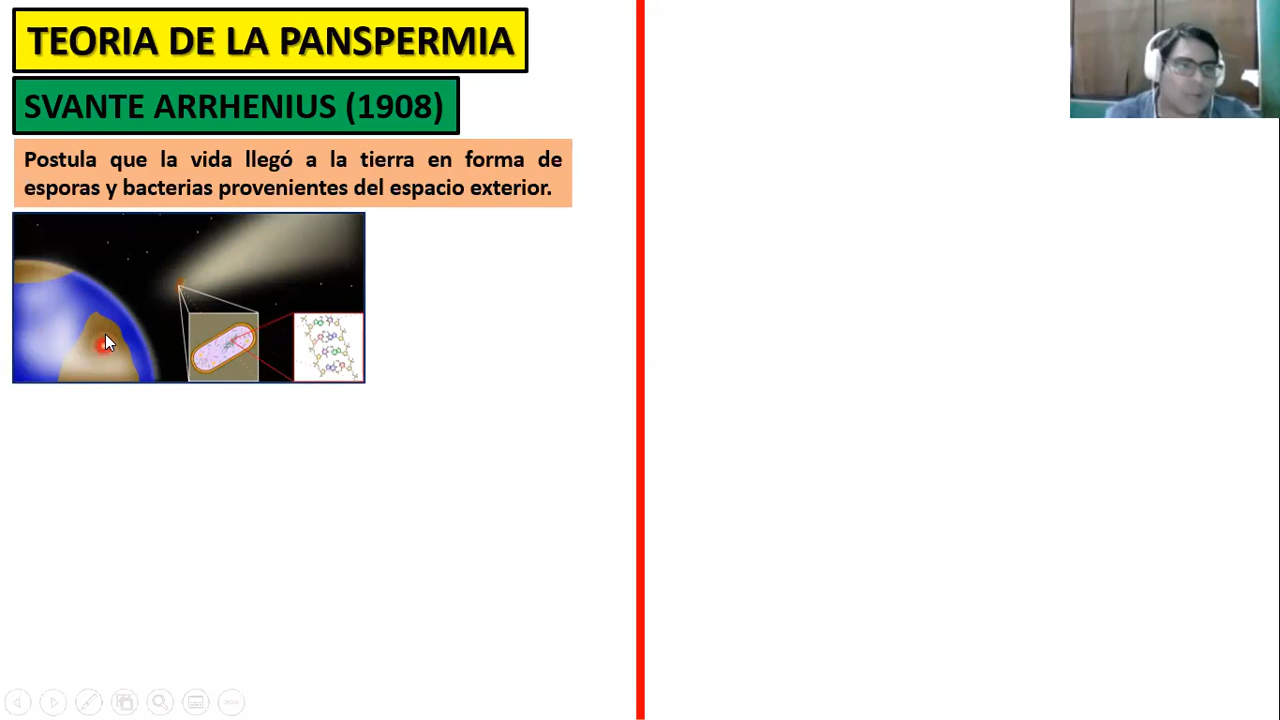 TEORIA DE LA PANSPERMIA
SVANTE ARRHENIUS (1908)
Postula que la vida llegó a la tierra en forma de
esporas y bacterias provenientes del espacio exterior.